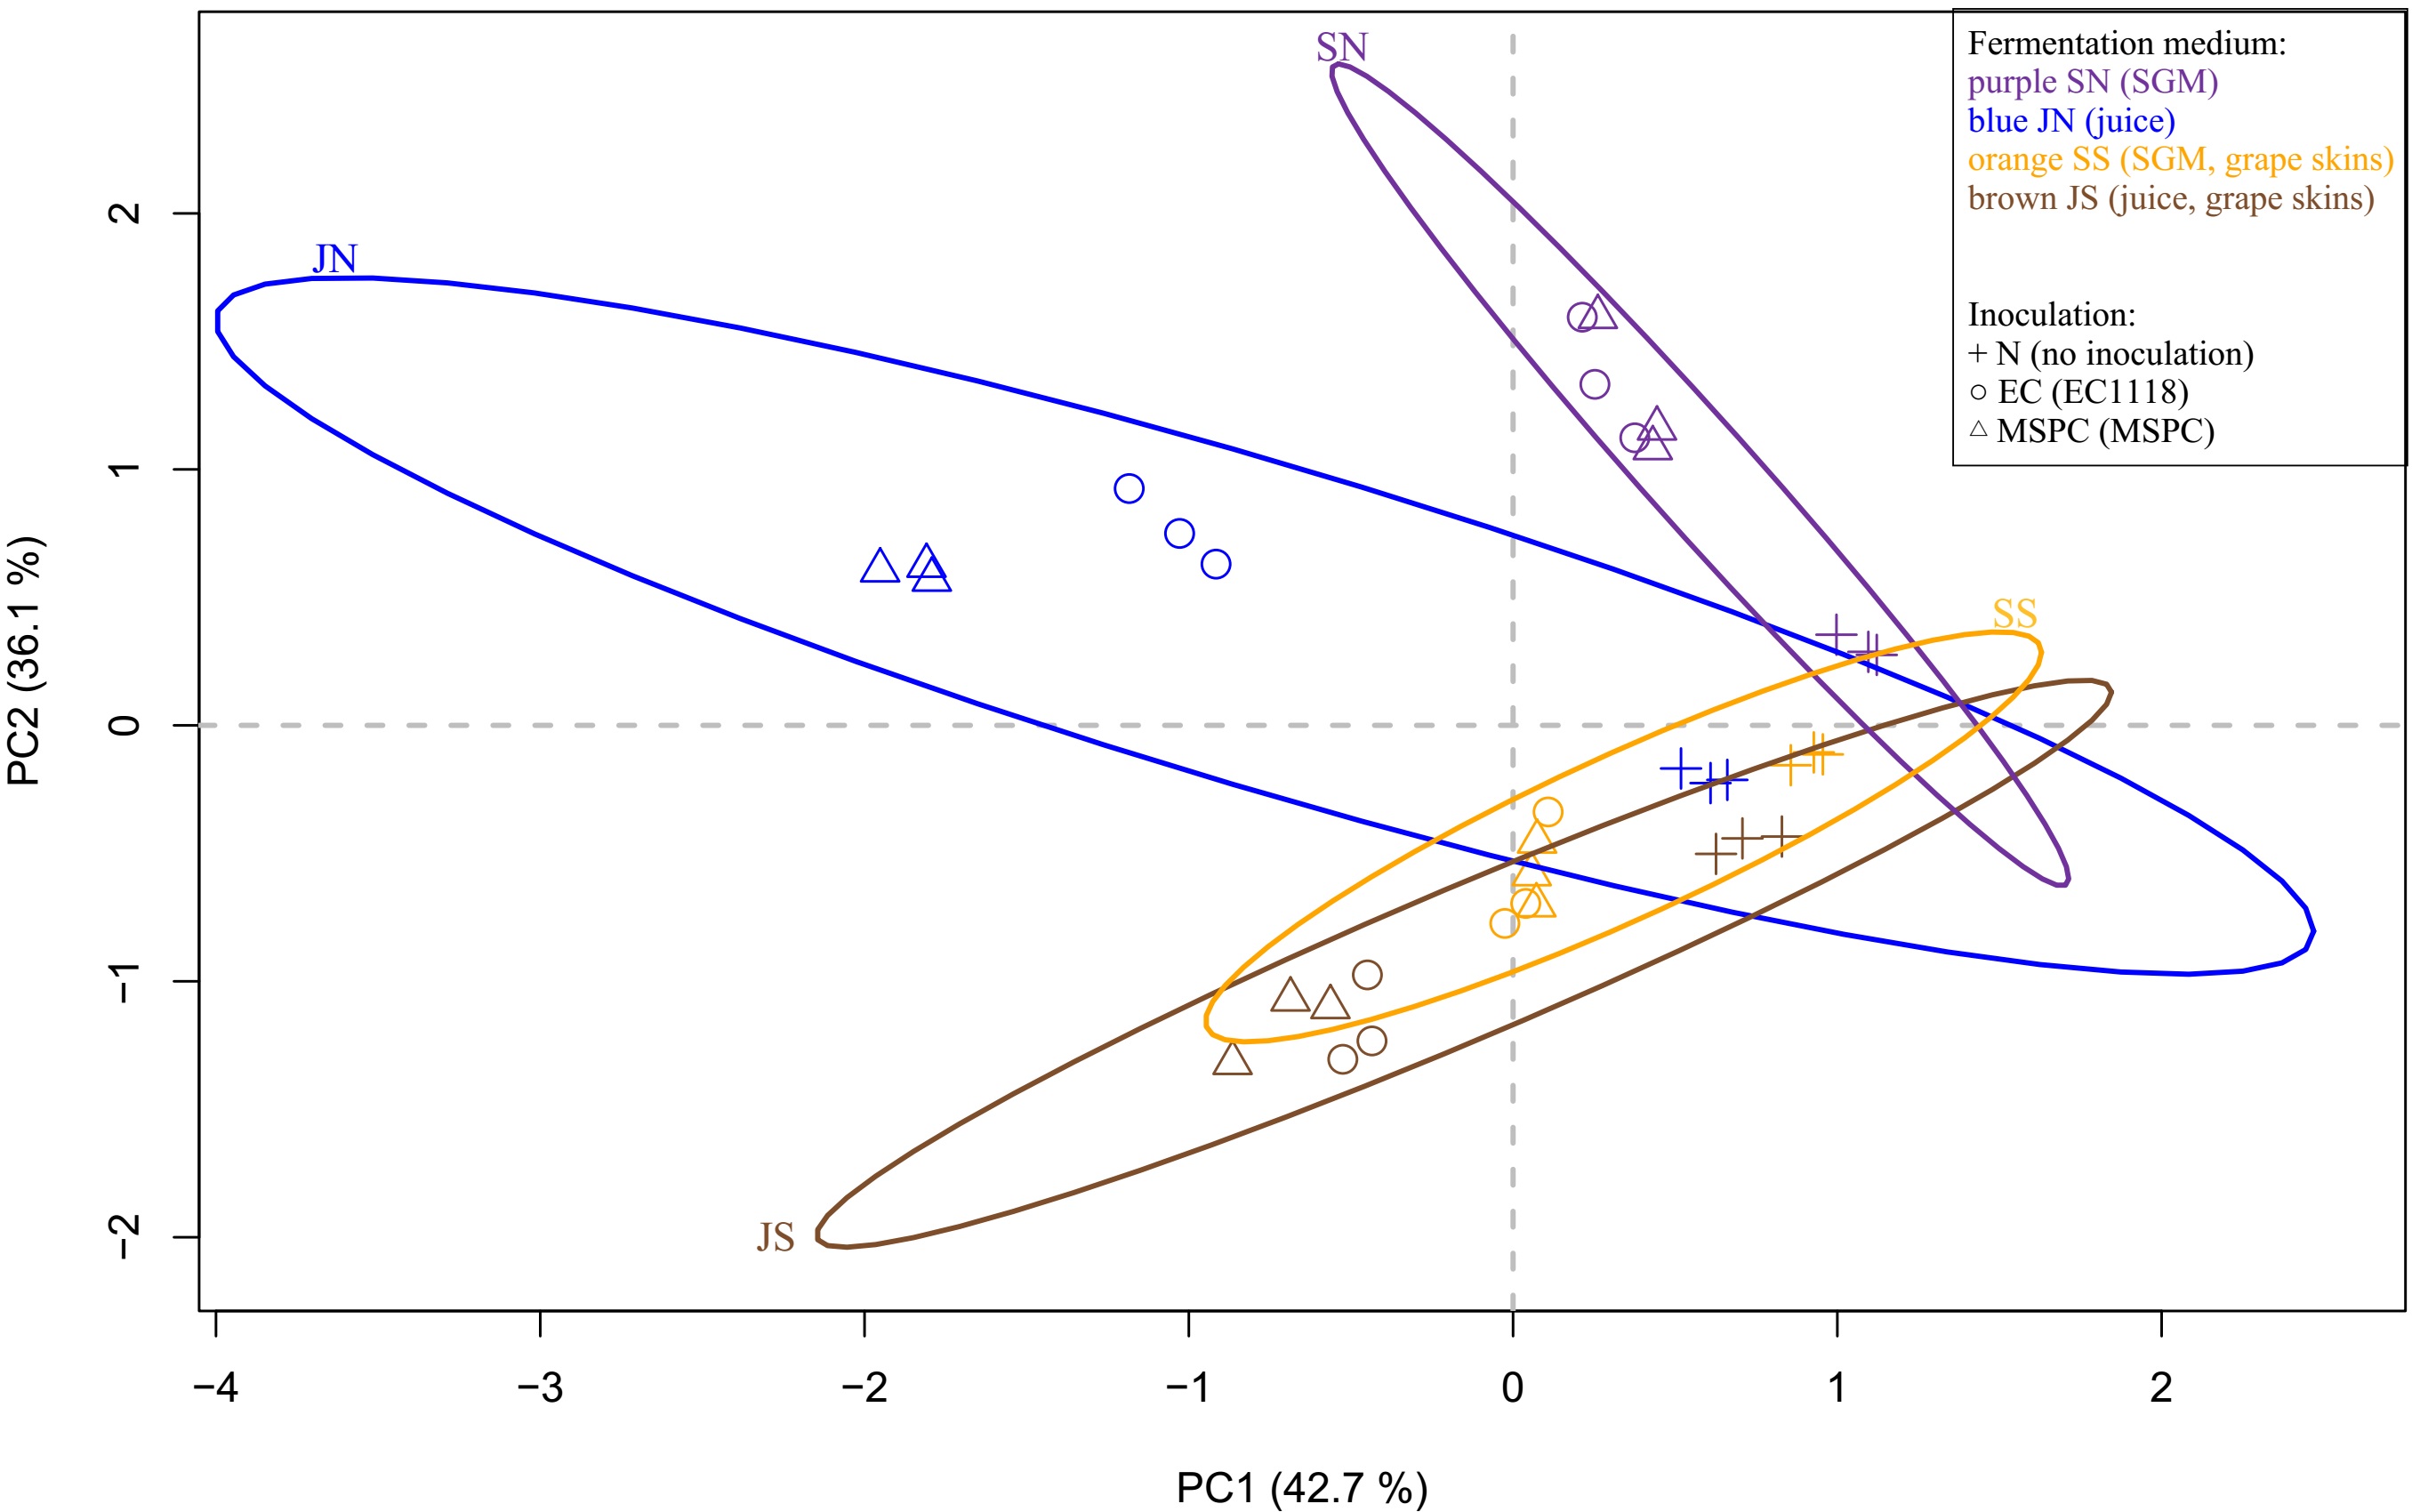 SN
Fermentation medium:
purple SN (SGM)
blue JN (juice)
orange SS (SGM, grape skins)
brown JS (juice, grape skins)
Inoculation:
+ N (no inoculation)
○ EC (EC1118)
△ MSPC (MSPC)
JN
SS
JS
PC2 (36.1 %)
2
1
0
−1
−2
−4 −3 −2 −1 0 1 2
PC1 (42.7 %)